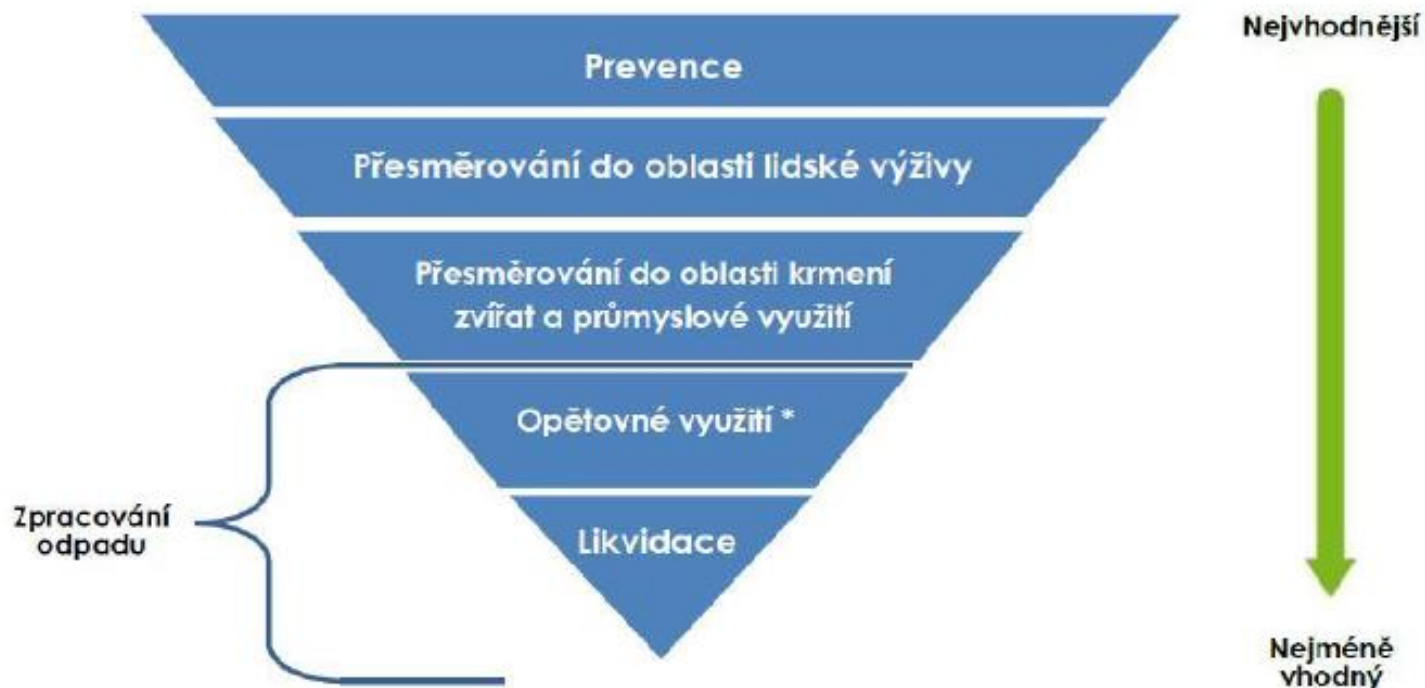 Nejvhodnější
Prevence
Přesměrování do oblasti lidské výživy
Přesměrování do oblasti krmení
zvířat a průmyslové využití
Opětovné využití *
Zpracování
odpadu
Likvidace
Nejméně
vhodný